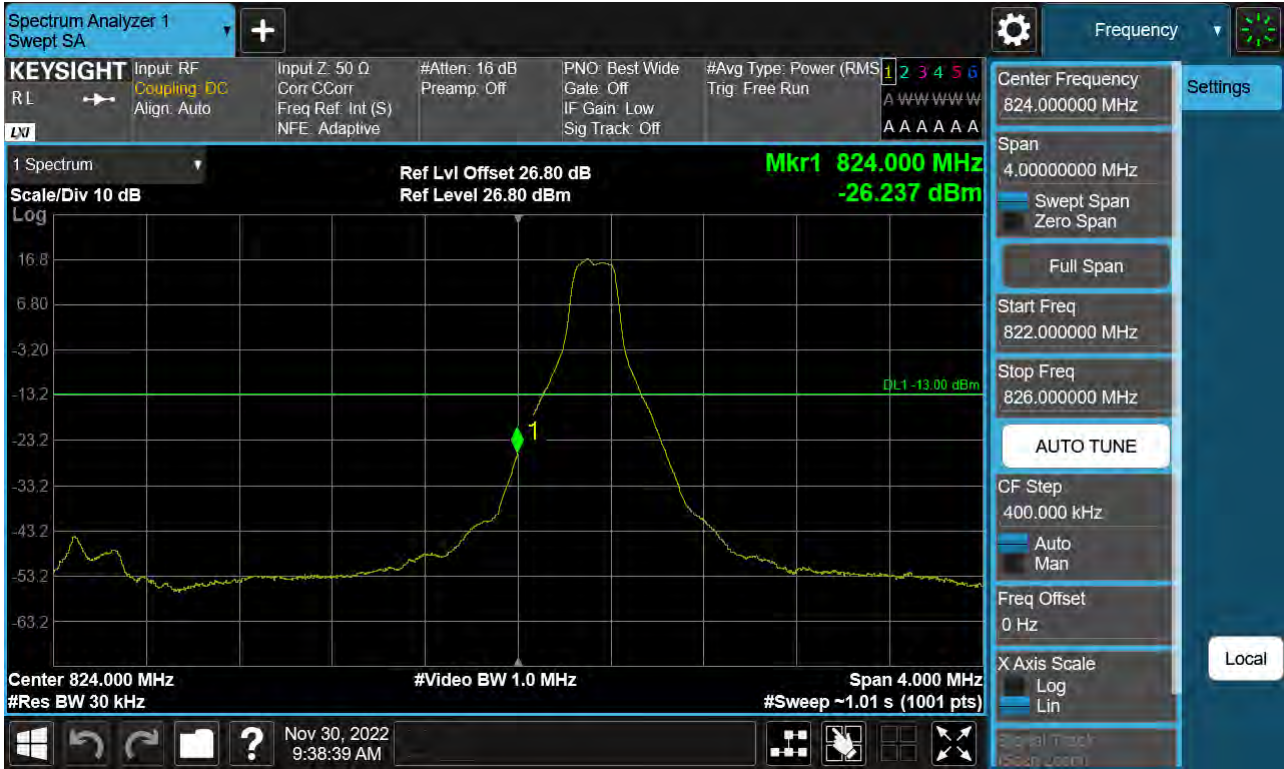 Spectrum Analyzer 1
Swept SA
Frequency
KEYSIGHT
R L
LXI
Input: RF
Coupling: DC
Align: Auto
Input Z: 50 Ω
Corr CCorr
Freq Ref: Int (S)
NFE: Adaptive
#Atten: 16 dB
Preamp: Off
PNO: Best Wide
Gate: Off
IF Gain: Low
Sig Track: Off
#Avg Type: Power (RMS
Trig: Free Run
1 2 3 4 5 6
A W W W W W
A A A A A A
1 Spectrum
Scale/Div 10 dB
Log
Ref Lvl Offset 26.80 dB
Ref Level 26.80 dBm
Mkr1 824.000 MHz
-26.237 dBm
16.8
6.80
-3.20
-13.2
-23.2
-33.2
-43.2
-53.2
-63.2
DL1 -13.00 dBm
1
Center 824.000 MHz
#Res BW 30 kHz
#Video BW 1.0 MHz
Span 4.000 MHz
#Sweep ~1.01 s (1001 pts)
Center Frequency
824.000000 MHz
Span
4.00000000 MHz
Swept Span
Zero Span
Full Span
Start Freq
822.000000 MHz
Stop Freq
826.000000 MHz
AUTO TUNE
CF Step
400.000 kHz
Auto
Man
Freq Offset
0 Hz
X Axis Scale
Log
Lin
Signal Track
(Span Zoom)
Settings
Local
?
Nov 30, 2022
9:38:39 AM